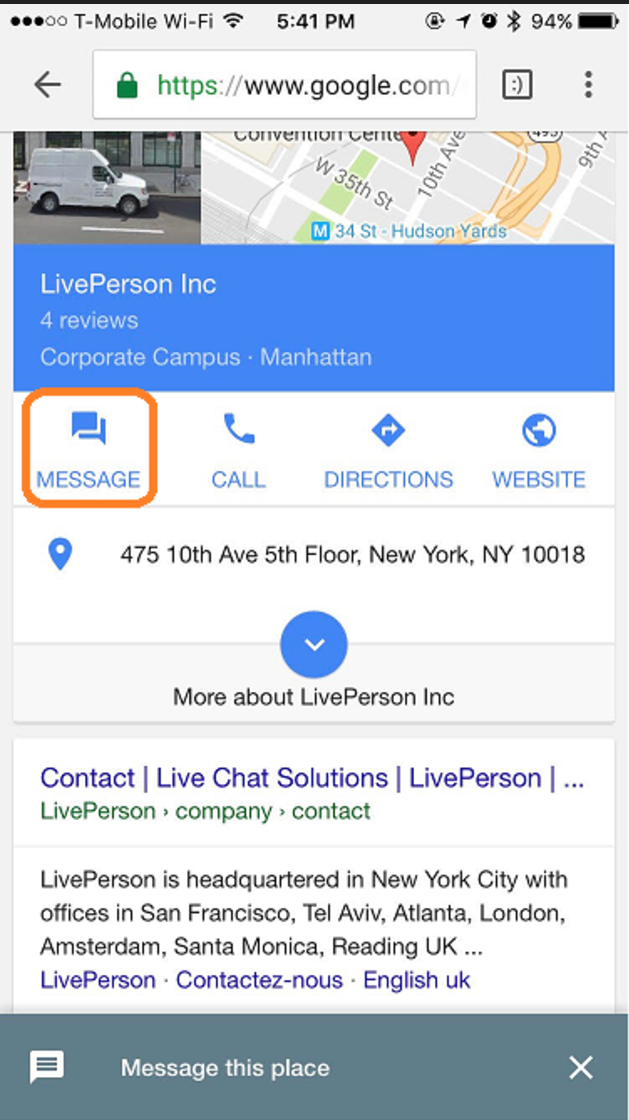 T-Mobile Wi-Fi 5:41 PM 94%
https://www.google.com/
:)
Convention Cente
495
W 35th St
10th Ave
9th A
M 34 St - Hudson Yards
LivePerson Inc
4 reviews
Corporate Campus · Manhattan
MESSAGE CALL DIRECTIONS WEBSITE
475 10th Ave 5th Floor, New York, NY 10018
More about LivePerson Inc
Contact | Live Chat Solutions | LivePerson | ...
LivePerson › company › contact
LivePerson is headquartered in New York City with
offices in San Francisco, Tel Aviv, Atlanta, London,
Amsterdam, Santa Monica, Reading UK ...
LivePerson · Contactez-nous · English uk
Message this place